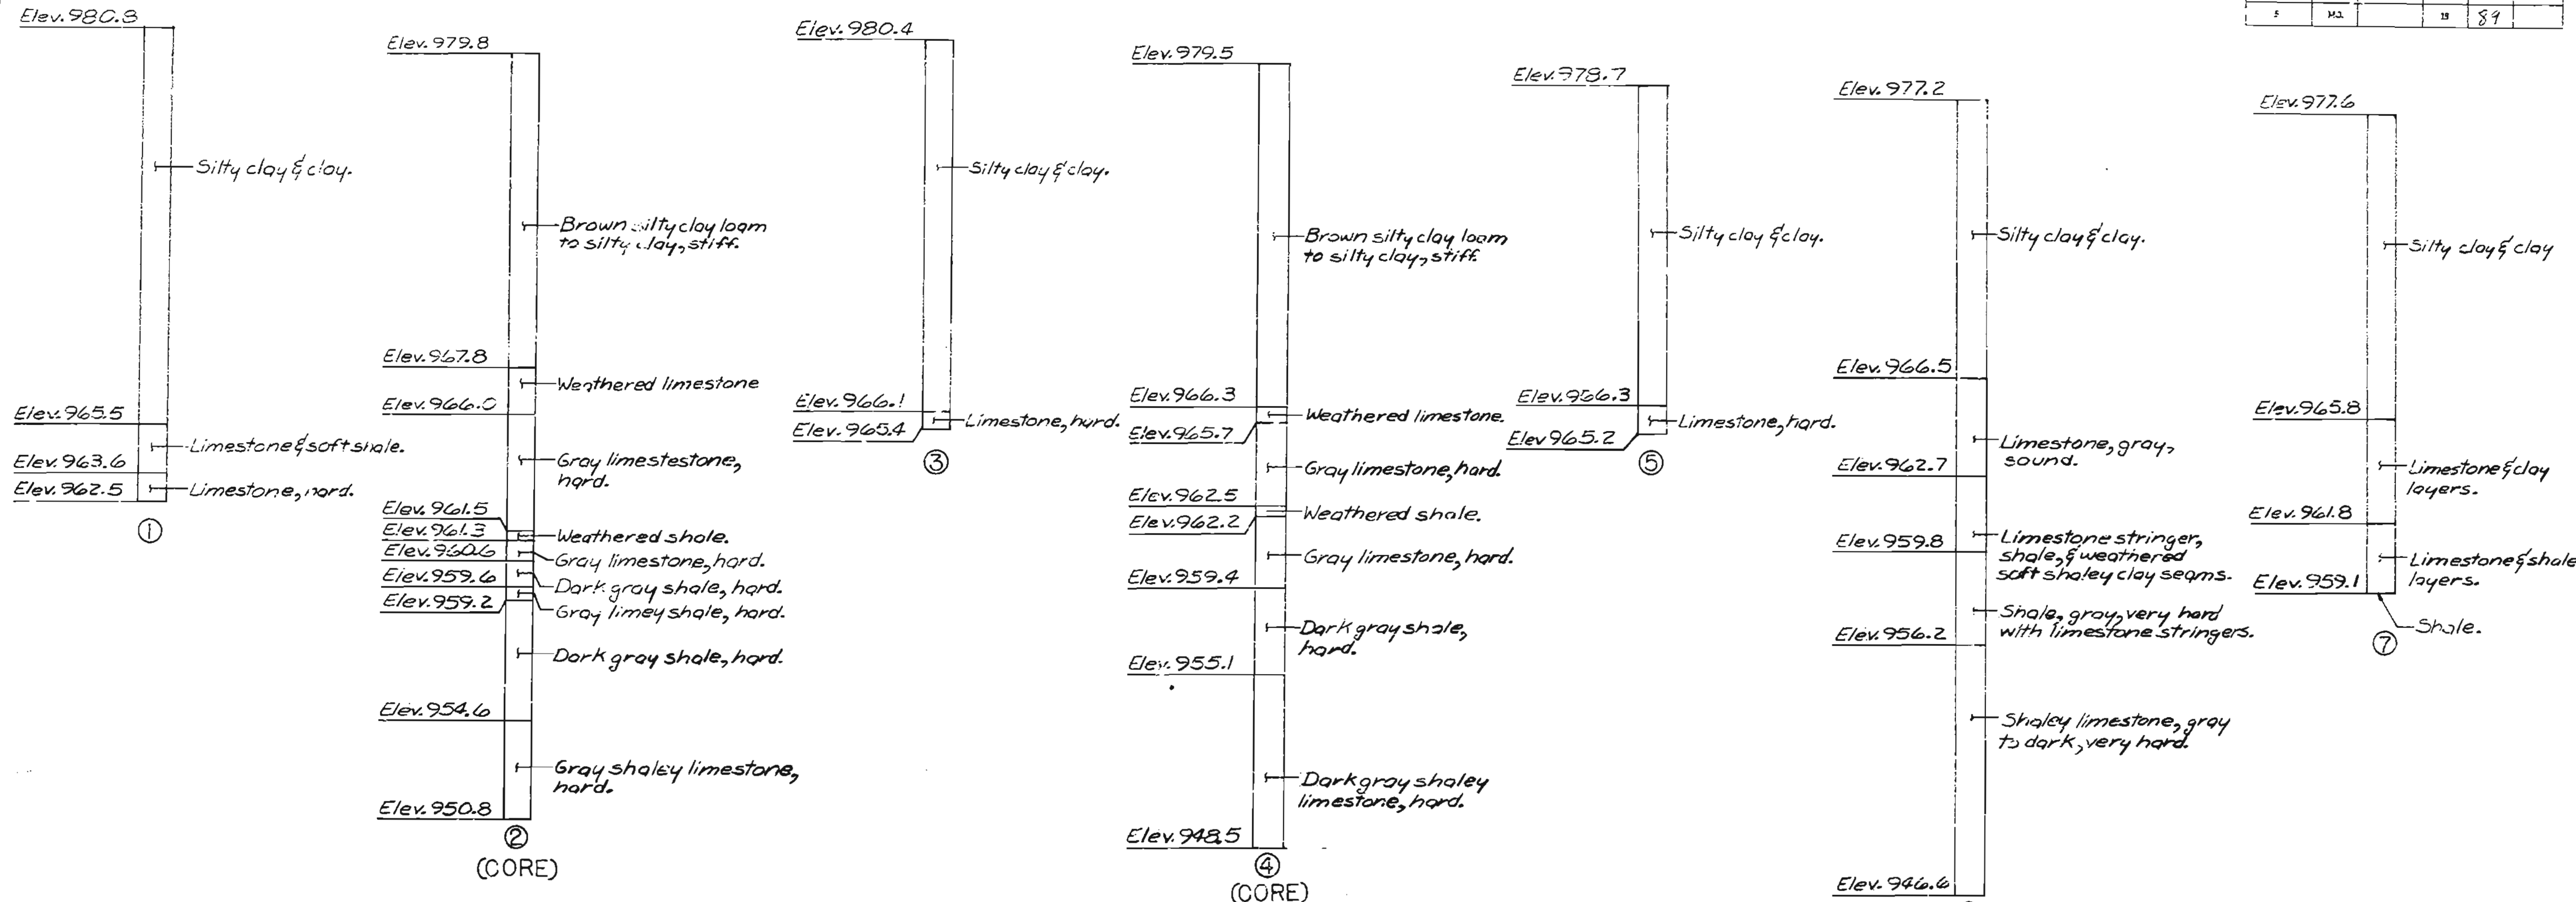 5 MO. 19 89
Elev. 980.3
Silty clay & clay.
Elev. 965.5
Limestone & soft shale.
Elev. 963.6
Elev. 962.5
Limestone, hard.
①
Elev. 979.8
Brown silty clay loam
to silty clay, stiff.
Elev. 967.8
Weathered limestone
Elev. 966.0
Gray limestestone,
hard.
Elev. 961.5
Elev. 961.3
Weathered shale.
Elev. 960.6
Gray limestone, hard.
Elev. 959.6
Dark gray shale, hard.
Elev. 959.2
Gray limey shale, hard.
Dark gray shale, hard.
Elev. 954.6
Gray shaley limestone,
hard.
Elev. 950.8
②
(CORE)
Elev. 980.4
Silty clay & clay.
Elev. 966.1
Limestone, hard.
Elev. 965.4
③
Elev. 979.5
Brown silty clay loam
to silty clay, stiff.
Elev. 966.3
Weathered limestone.
Elev. 965.7
Gray limestone, hard.
Elev. 962.5
Weathered shale.
Elev. 962.2
Gray limestone, hard.
Elev. 959.4
Dark gray shale,
hard.
Elev. 955.1
Dark gray shaley
limestone, hard.
Elev. 948.5
④
(CORE)
Elev. 978.7
Silty clay & clay.
Elev. 966.3
Limestone, hard.
Elev 965.2
⑤
Elev. 977.2
Silty clay & clay.
Elev. 966.5
Limestone, gray,
sound.
Elev. 962.7
Limestone stringer,
shale, & weathered
soft shaley clay seams.
Elev. 959.8
Shale, gray, very hard
with limestone stringers.
Elev. 956.2
Shaley limestone, gray
to dark, very hard.
Elev. 946.6
Elev. 977.6
Silty clay & clay
Elev. 965.8
Limestone & clay
layers.
Elev. 961.8
Limestone & shale
layers.
Elev. 959.1
Shale.
⑦